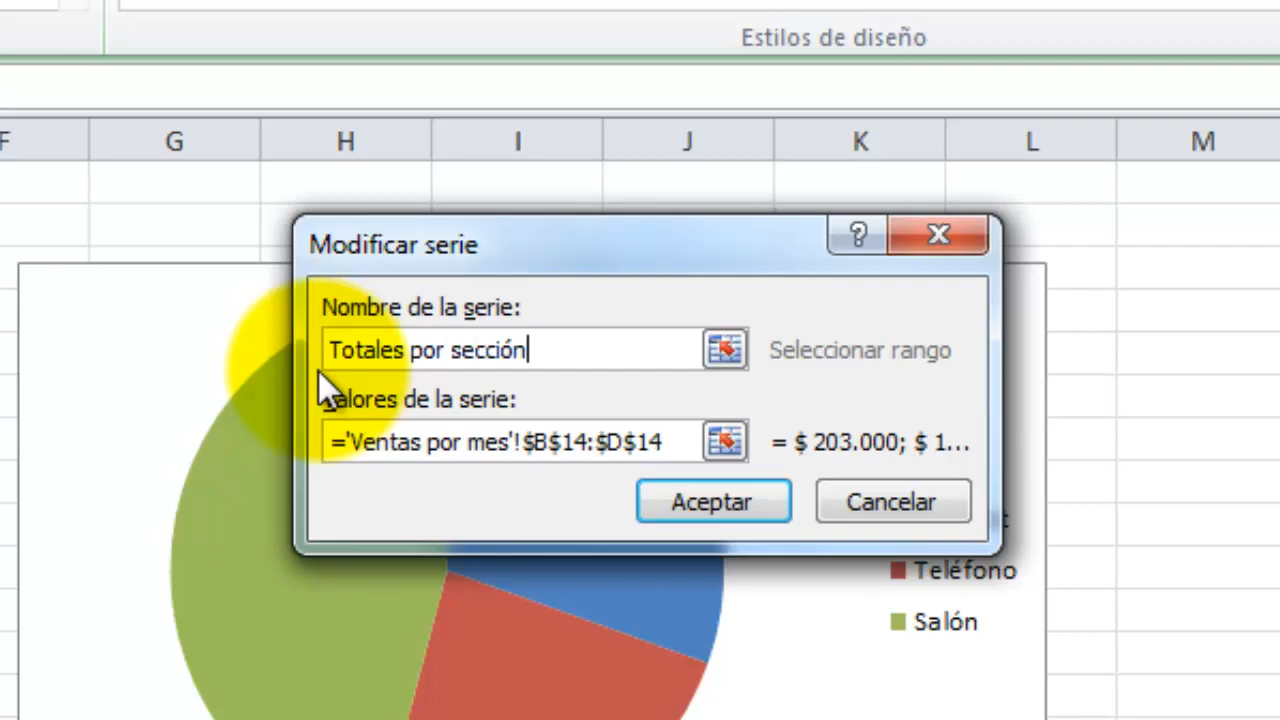 Estilos de diseño
F G H I J K L M
Modificar serie
Nombre de la serie:
Totales por sección
Seleccionar rango
Valores de la serie:
='Ventas por mes'!$B$14:$D$14
= $ 203.000; $ 1...
Aceptar
Cancelar
Teléfono
Salón